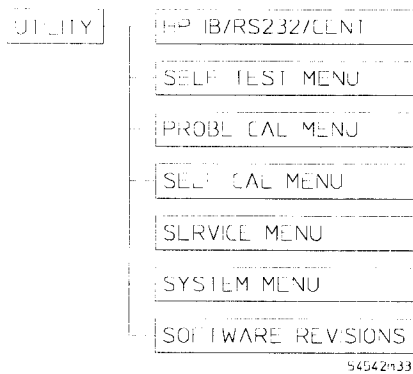 UTILITY
HP-IB/RS232/CENT
SELF TEST MENU
PROBE CAL MENU
SELF CAL MENU
SERVICE MENU
SYSTEM MENU
SOFTWARE REVISIONS
54542m33